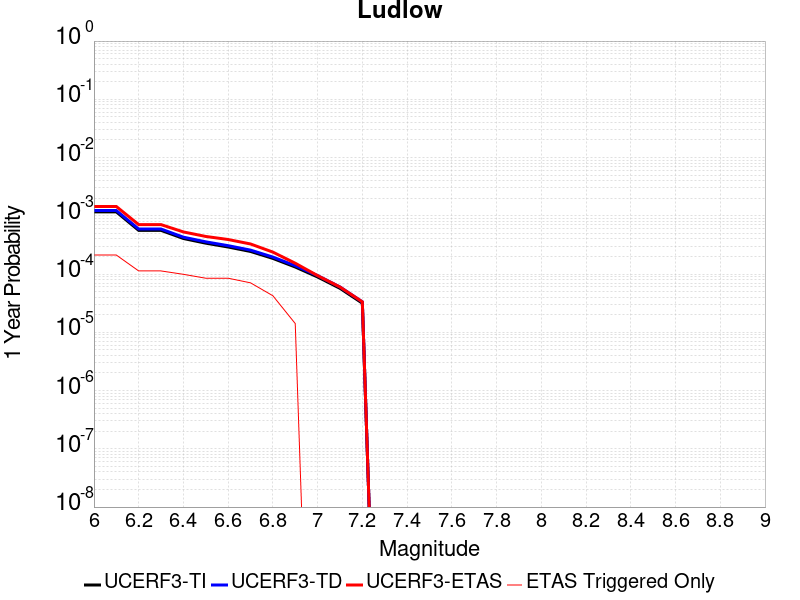 Ludlow
10^0
10^-1
10^-2
10^-3
10^-4
10^-5
10^-6
10^-7
10^-8
1 Year Probability
6 6.2 6.4 6.6 6.8 7 7.2 7.4 7.6 7.8 8 8.2 8.4 8.6 8.8 9
Magnitude
UCERF3-TI UCERF3-TD UCERF3-ETAS ETAS Triggered Only